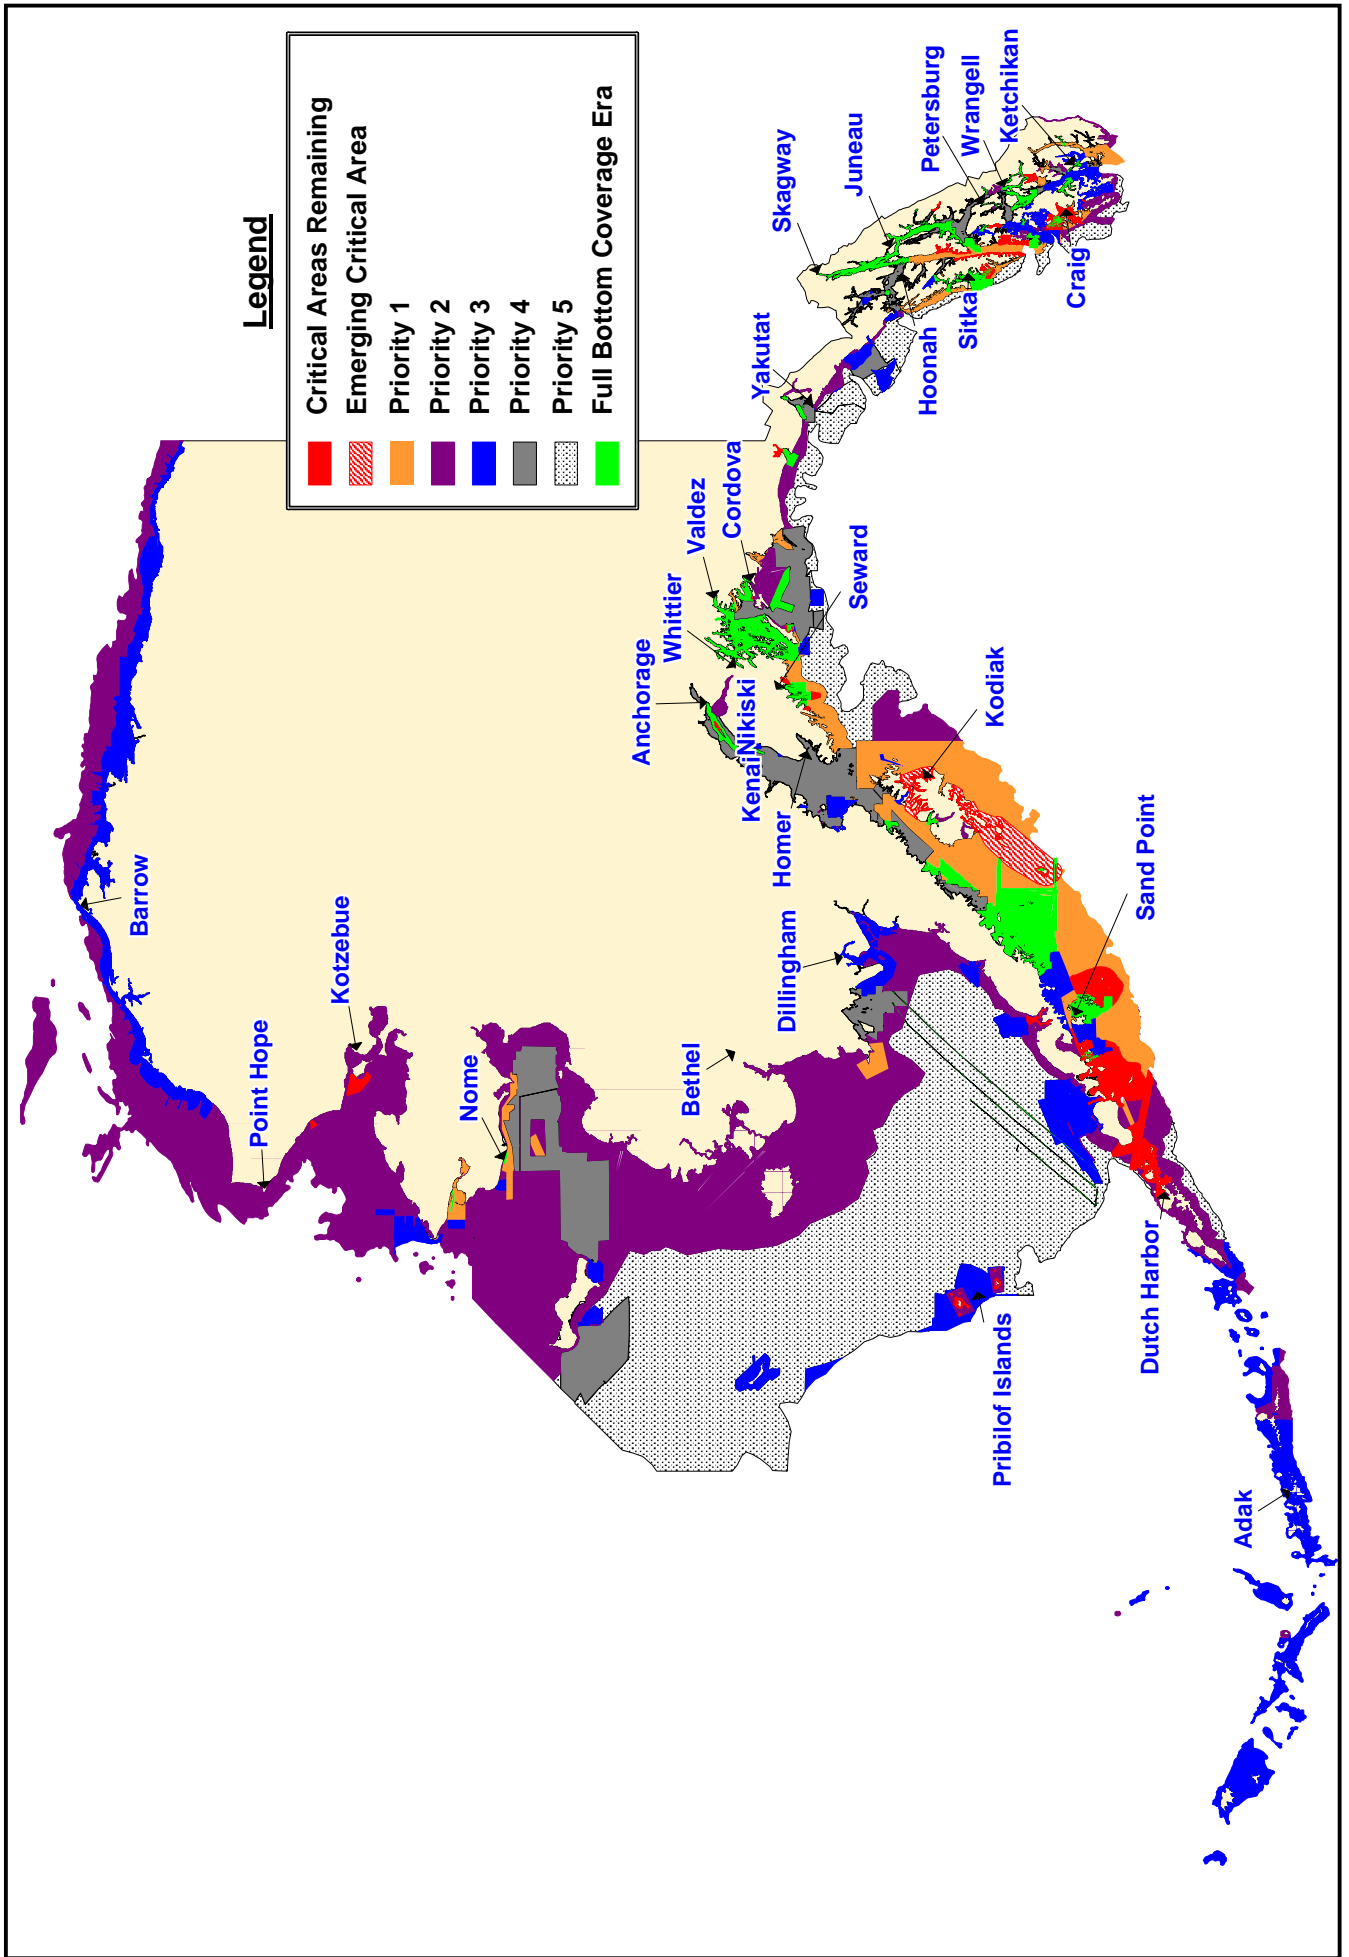 Legend
Critical Areas Remaining
Emerging Critical Area
Priority 1
Priority 2
Priority 3
Priority 4
Priority 5
Full Bottom Coverage Era
Barrow
Point Hope
Kotzebue
Nome
Bethel
Dillingham
Anchorage
Whittier
Valdez
Cordova
Kenai
Nikiski
Homer
Seward
Kodiak
Sand Point
Dutch Harbor
Pribilof Islands
Adak
Yakutat
Skagway
Juneau
Hoonah
Sitka
Petersburg
Wrangell
Ketchikan
Craig